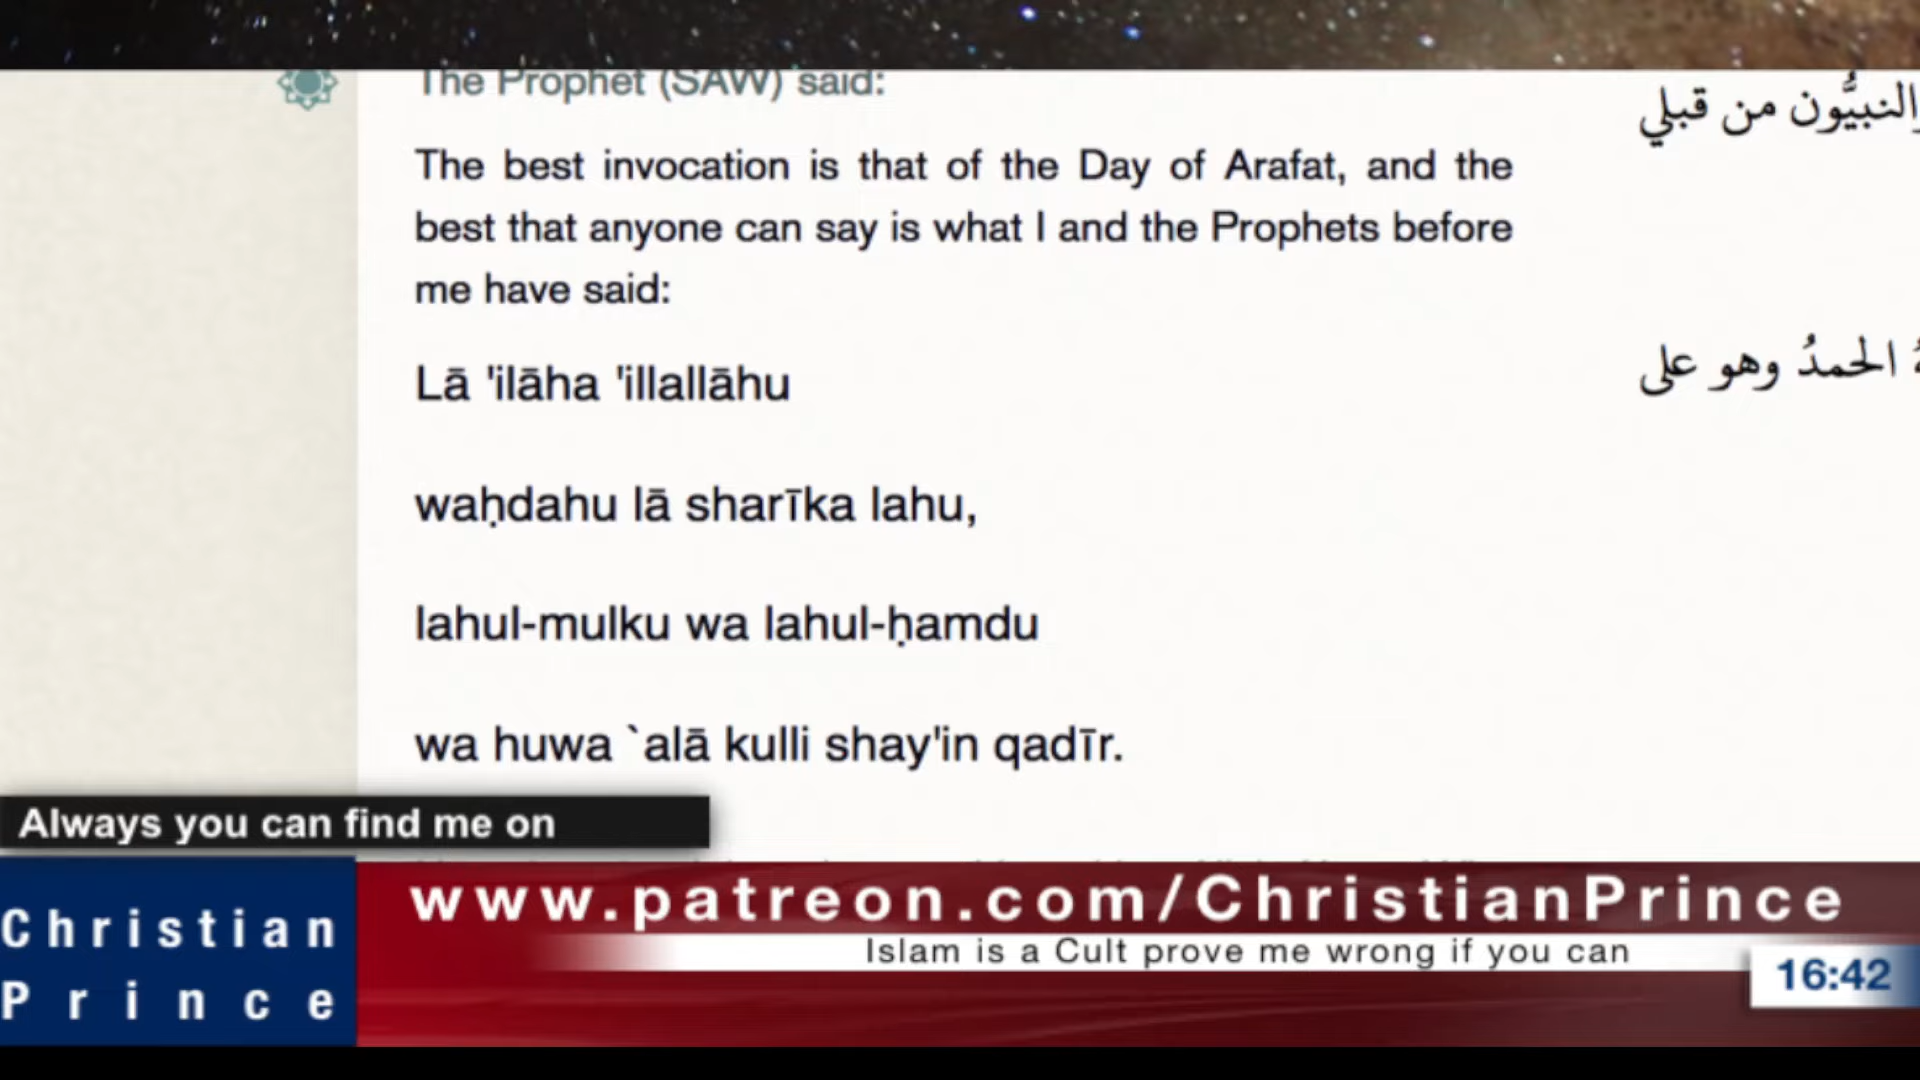 The Prophet (SAW) said:
The best invocation is that of the Day of Arafat, and the
best that anyone can say is what I and the Prophets before
me have said:
Lā 'ilāha 'illallāhu
waḥdahu lā sharīka lahu,
lahul-mulku wa lahul-ḥamdu
wa huwa `alā kulli shay'in qadīr.
النبيُّون من قبلي
الحمدُ وهو على
Always you can find me on
Christian
Prince
www.patreon.com/ChristianPrince
Islam is a Cult prove me wrong if you can
16:42